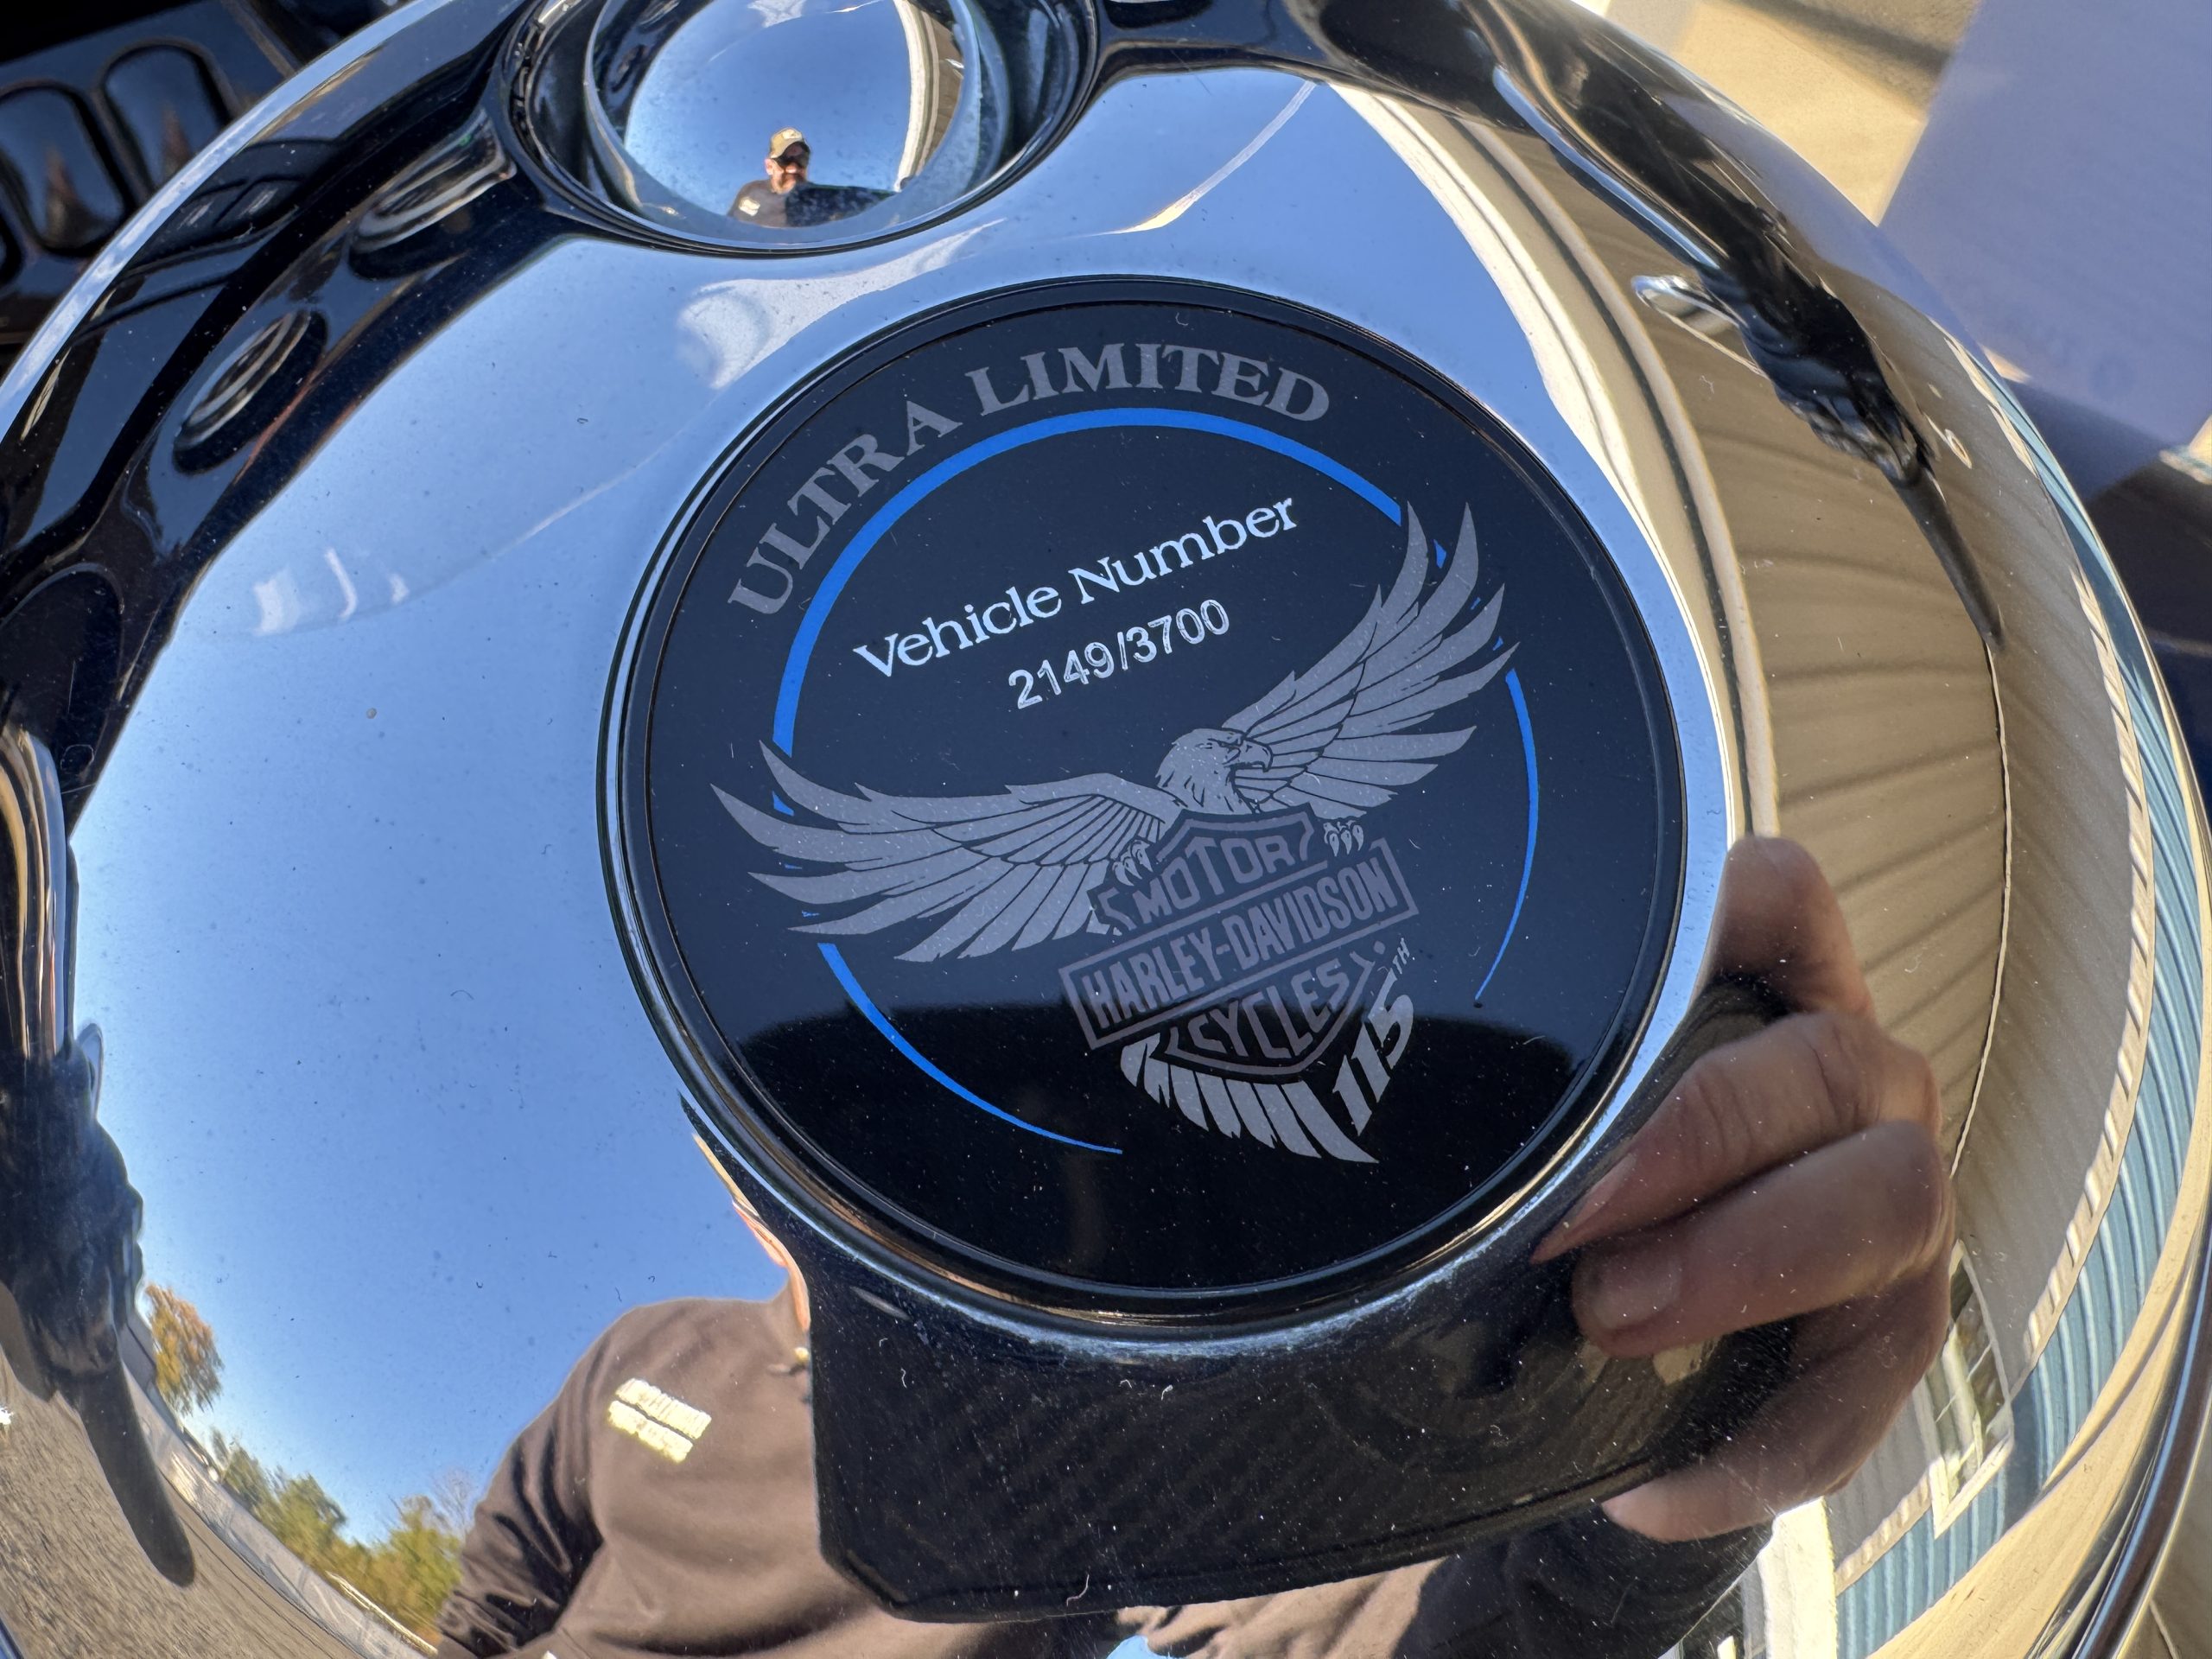 ULTRA LIMITED
Vehicle Number
2149/3700
MOTOR
HARLEY-DAVIDSON
CYCLES
115TH